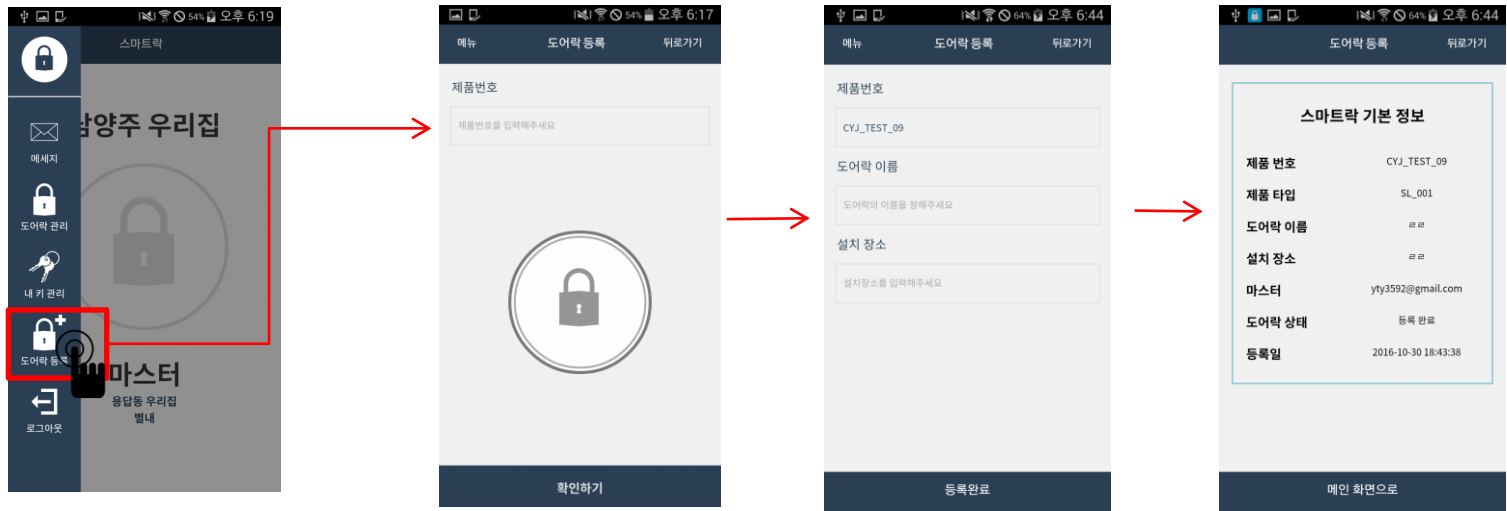 54% 오후 6:19
스마트락
남양주 우리집
메세지
도어락 관리
내 키 관리
도어락 등록
마스터
용답동 우리집
별내
로그아웃
54% 오후 6:17
메뉴 도어락 등록 뒤로가기
제품번호
제품번호를 입력해주세요
확인하기
64% 오후 6:44
메뉴 도어락 등록 뒤로가기
제품번호
CYJ_TEST_09
도어락 이름
도어락의 이름을 정해주세요
설치 장소
설치장소를 입력해주세요
등록완료
64% 오후 6:44
도어락 등록 뒤로가기
스마트락 기본 정보
제품 번호 CYJ_TEST_09
제품 타입 SL_001
도어락 이름 ㄹㄹ
설치 장소 ㄹㄹ
마스터 yty3592@gmail.com
도어락 상태 등록 완료
등록일 2016-10-30 18:43:38
메인 화면으로